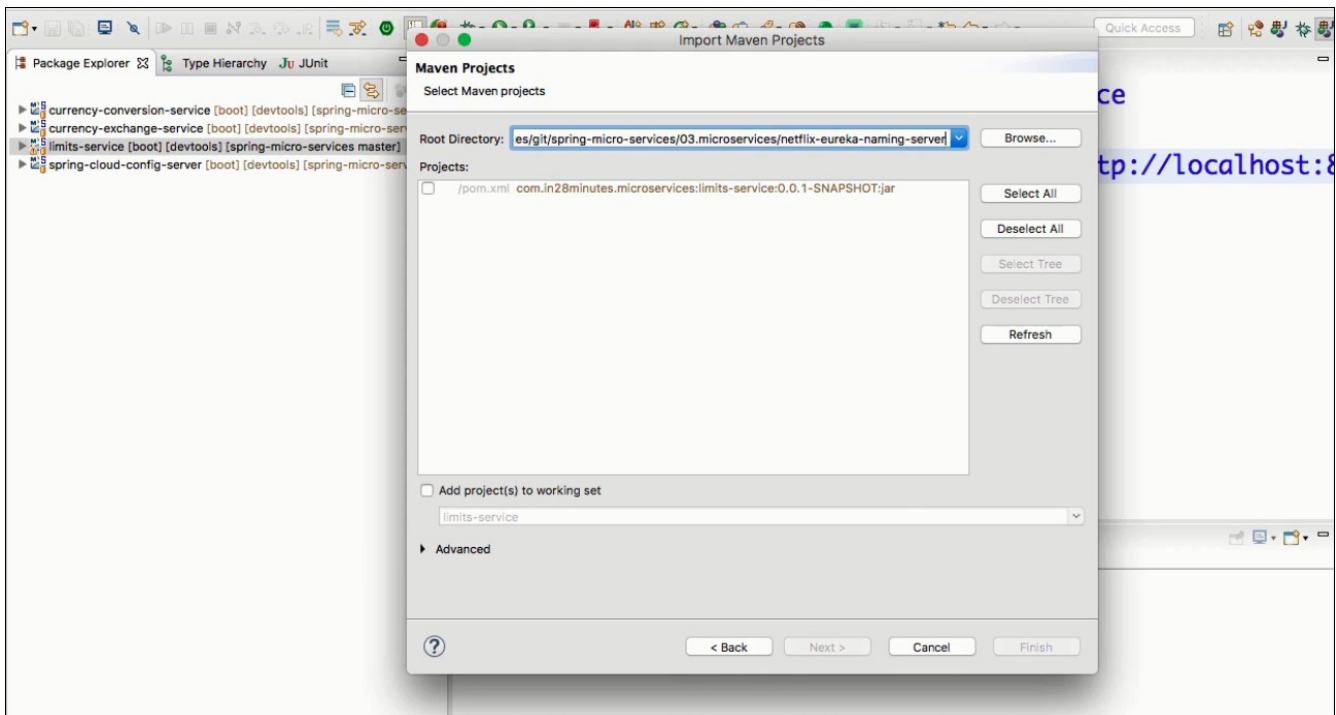 Import Maven Projects
Quick Access
Package Explorer
Type Hierarchy
JUnit
currency-conversion-service [boot] [devtools] [spring-micro-se
currency-exchange-service [boot] [devtools] [spring-micro-ser
limits-service [boot] [devtools] [spring-micro-services master]
spring-cloud-config-server [boot] [devtools] [spring-micro-serv
Maven Projects
Select Maven projects
Root Directory: es/git/spring-micro-services/03.microservices/netflix-eureka-naming-server Browse...
Projects:
/pom.xml com.in28minutes.microservices:limits-service:0.0.1-SNAPSHOT:jar
Select All
Deselect All
Select Tree
Deselect Tree
Refresh
Add project(s) to working set
limits-service
Advanced
? < Back Next > Cancel Finish
ce
tp://localhost:8